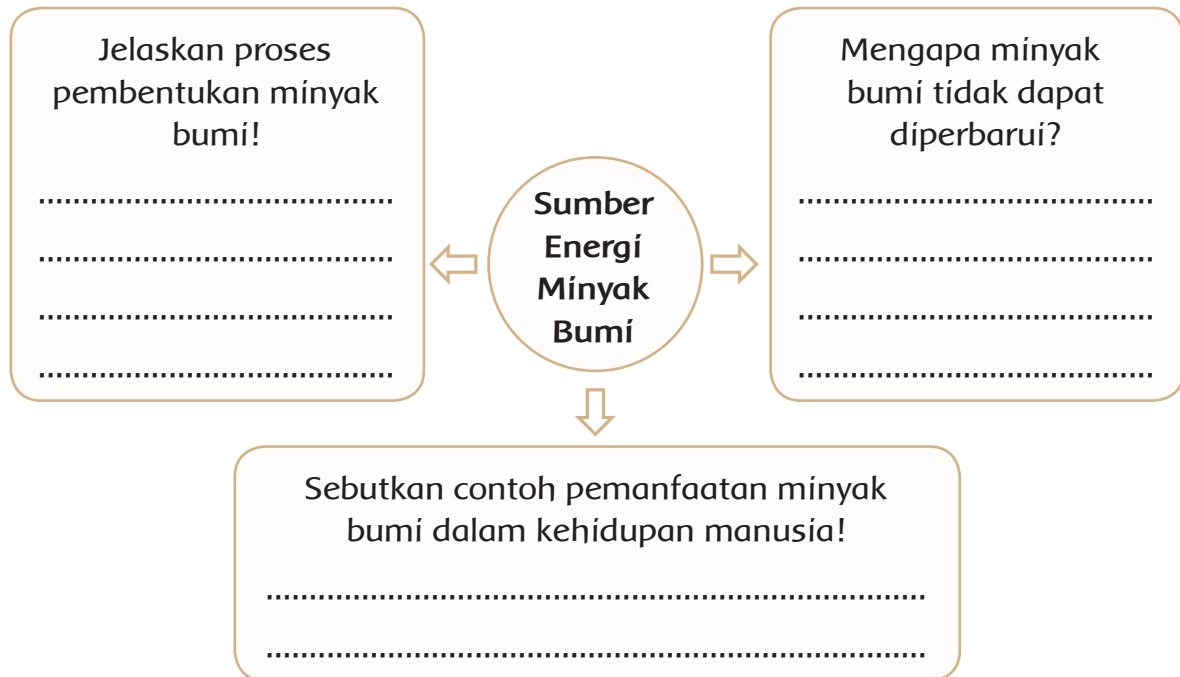 Jelaskan proses
pembentukan minyak
bumi!
..........................................
..........................................
..........................................
..........................................
Mengapa minyak
bumi tidak dapat
diperbarui?
..........................................
..........................................
..........................................
..........................................
Sumber
Energi
Minyak
Bumi
Sebutkan contoh pemanfaatan minyak
bumi dalam kehidupan manusia!
..............................................................................
..............................................................................